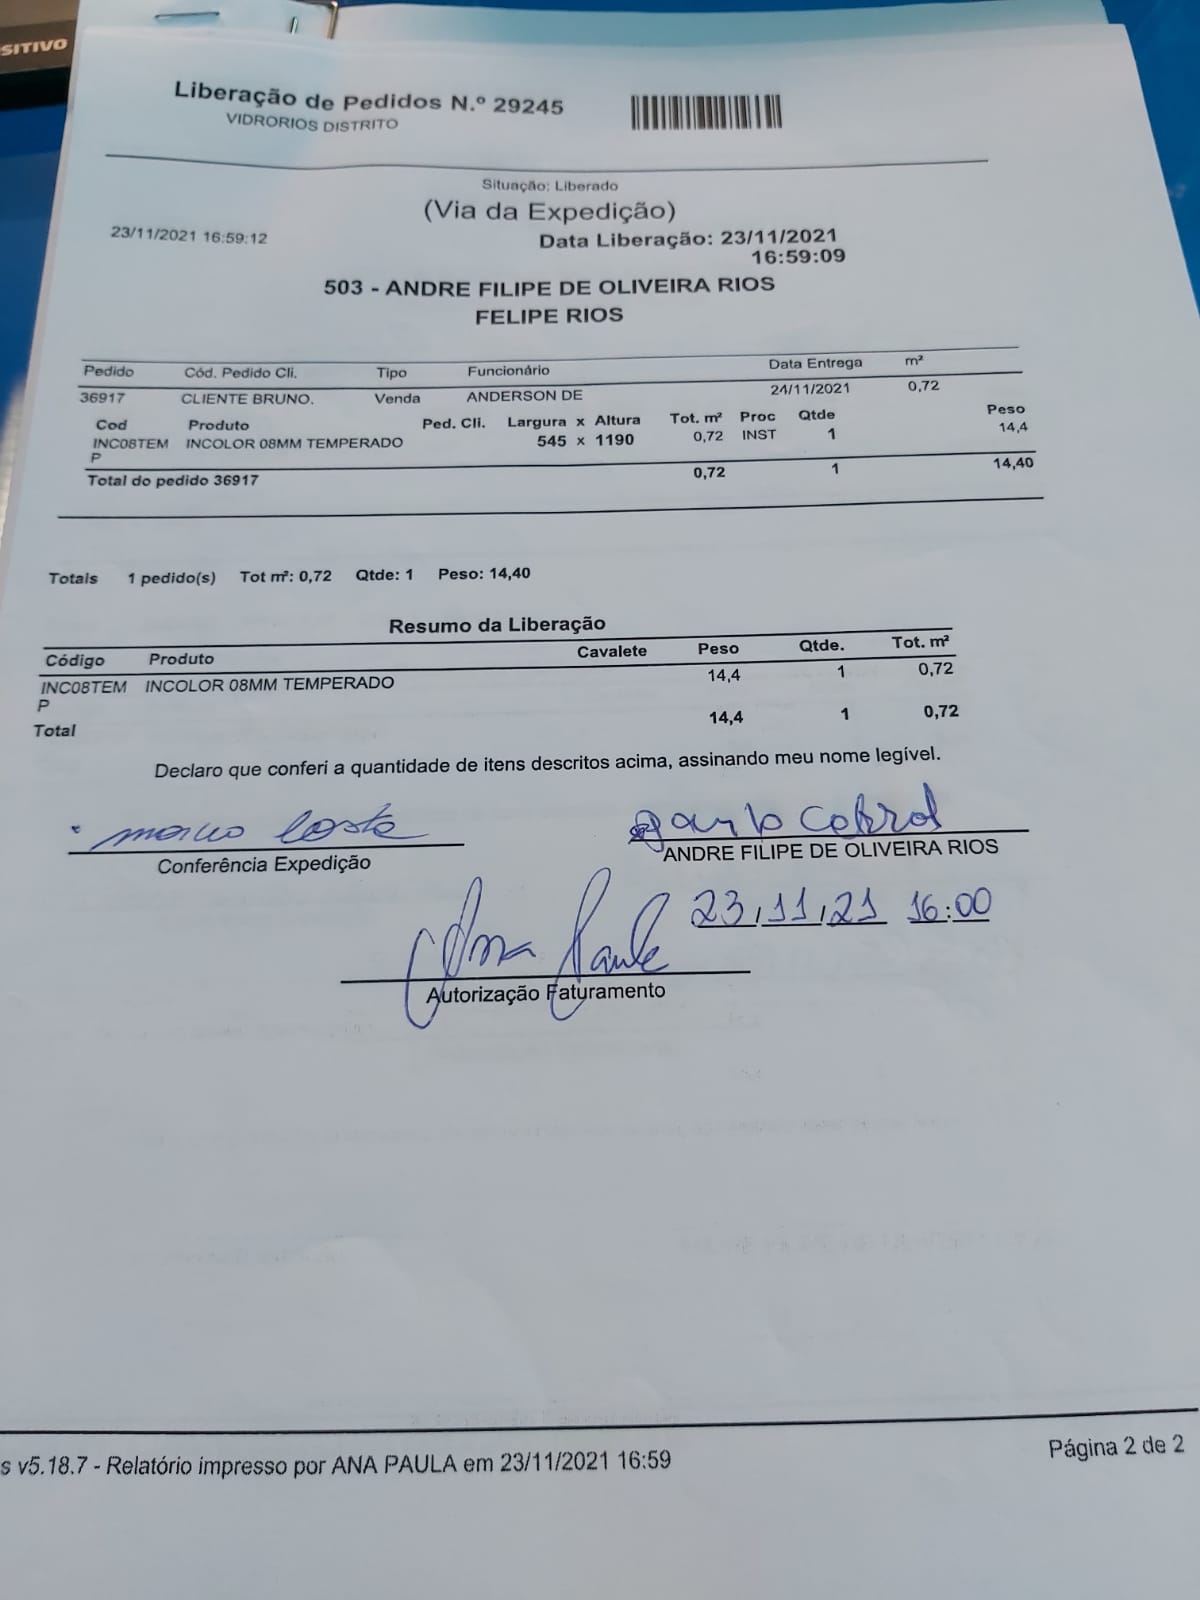 SITIVO
Liberação de Pedidos N.º 29245
VIDRORIOS DISTRITO
Situação: Liberado
(Via da Expedição)
23/11/2021 16:59:12
Data Liberação: 23/11/2021
16:59:09
503 - ANDRE FILIPE DE OLIVEIRA RIOS
FELIPE RIOS
Pedido Cód. Pedido Cli. Tipo Funcionário Data Entrega m²
36917 CLIENTE BRUNO. Venda ANDERSON DE 24/11/2021 0,72
Cod Produto Ped. Cli. Largura x Altura Tot. m² Proc Qtde Peso
INC08TEM INCOLOR 08MM TEMPERADO 545 x 1190 0,72 INST 1 14,4
P
Total do pedido 36917 0,72 1 14,40
Totais 1 pedido(s) Tot m²: 0,72 Qtde: 1 Peso: 14,40
Resumo da Liberação
Código Produto Cavalete Peso Qtde. Tot. m²
INC08TEM INCOLOR 08MM TEMPERADO 14,4 1 0,72
P
Total 14,4 1 0,72
Declaro que conferi a quantidade de itens descritos acima, assinando meu nome legível.
Costa Cabral
Conferência Expedição ANDRE FILIPE DE OLIVEIRA RIOS
23/11/21 16:00
Ana Paula
Autorização Faturamento
s v5.18.7 - Relatório impresso por ANA PAULA em 23/11/2021 16:59 Página 2 de 2